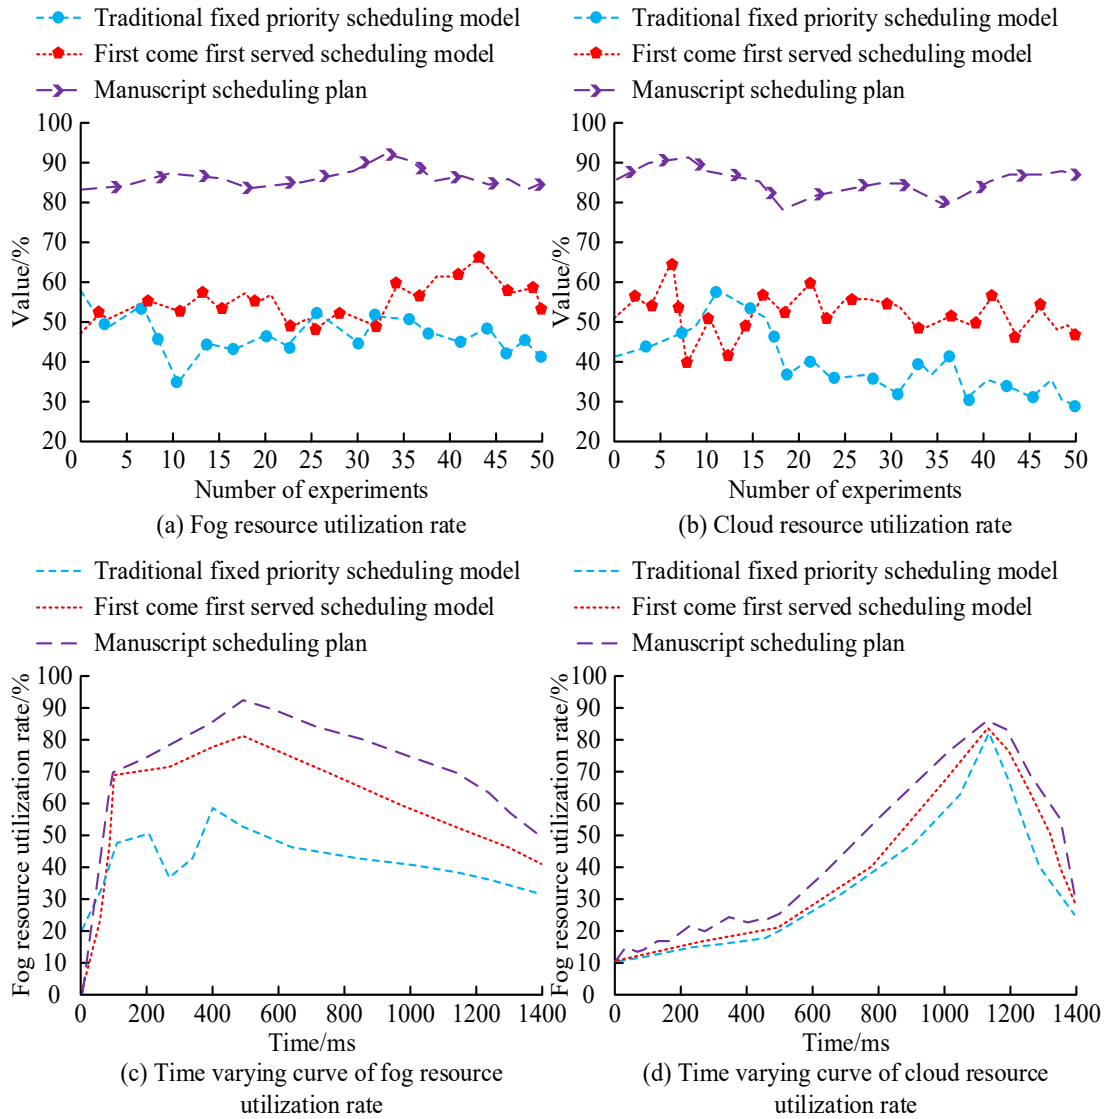 Traditional fixed priority scheduling model
First come first served scheduling model
Manuscript scheduling plan
100
90
80
70
60
50
40
30
20
Value/%
0 5 10 15 20 25 30 35 40 45 50
Number of experiments
(a) Fog resource utilization rate
Traditional fixed priority scheduling model
First come first served scheduling model
Manuscript scheduling plan
100
90
80
70
60
50
40
30
20
Value/%
0 5 10 15 20 25 30 35 40 45 50
Number of experiments
(b) Cloud resource utilization rate
Traditional fixed priority scheduling model
First come first served scheduling model
Manuscript scheduling plan
100
90
80
70
60
50
40
30
20
10
0
Fog resource utilization rate/%
0 200 400 600 800 1000 1200 1400
Time/ms
(c) Time varying curve of fog resource
utilization rate
Traditional fixed priority scheduling model
First come first served scheduling model
Manuscript scheduling plan
100
90
80
70
60
50
40
30
20
10
0
Fog resource utilization rate/%
0 200 400 600 800 1000 1200 1400
Time/ms
(d) Time varying curve of cloud resource
utilization rate